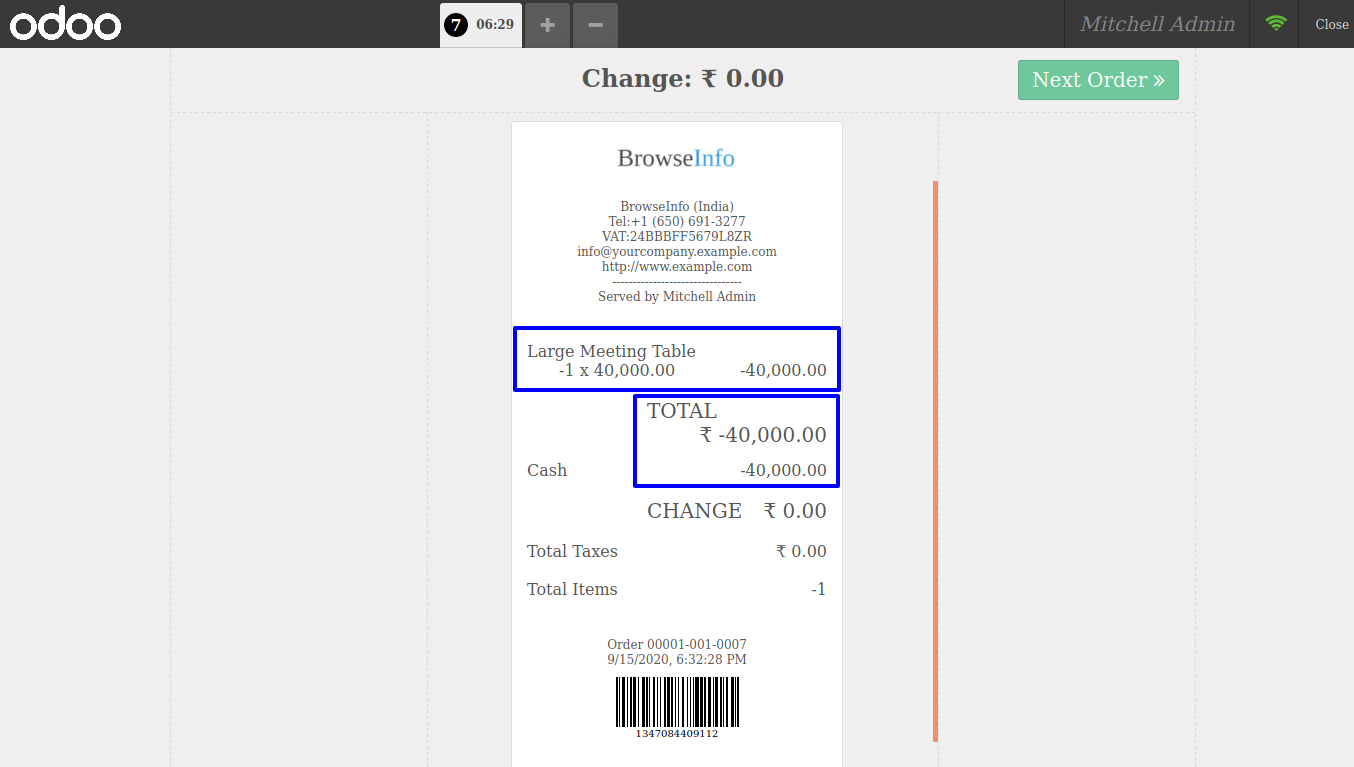 odoo
7 06:29 + −
Mitchell Admin
Close
Change: ₹ 0.00
Next Order »
BrowseInfo
BrowseInfo (India)
Tel:+1 (650) 691-3277
VAT:24BBBFF5679L8ZR
info@yourcompany.example.com
http://www.example.com
--------------------------------
Served by Mitchell Admin
Large Meeting Table
-1 x 40,000.00 -40,000.00
TOTAL
₹ -40,000.00
Cash -40,000.00
CHANGE ₹ 0.00
Total Taxes ₹ 0.00
Total Items -1
Order 00001-001-0007
9/15/2020, 6:32:28 PM
1347084409112